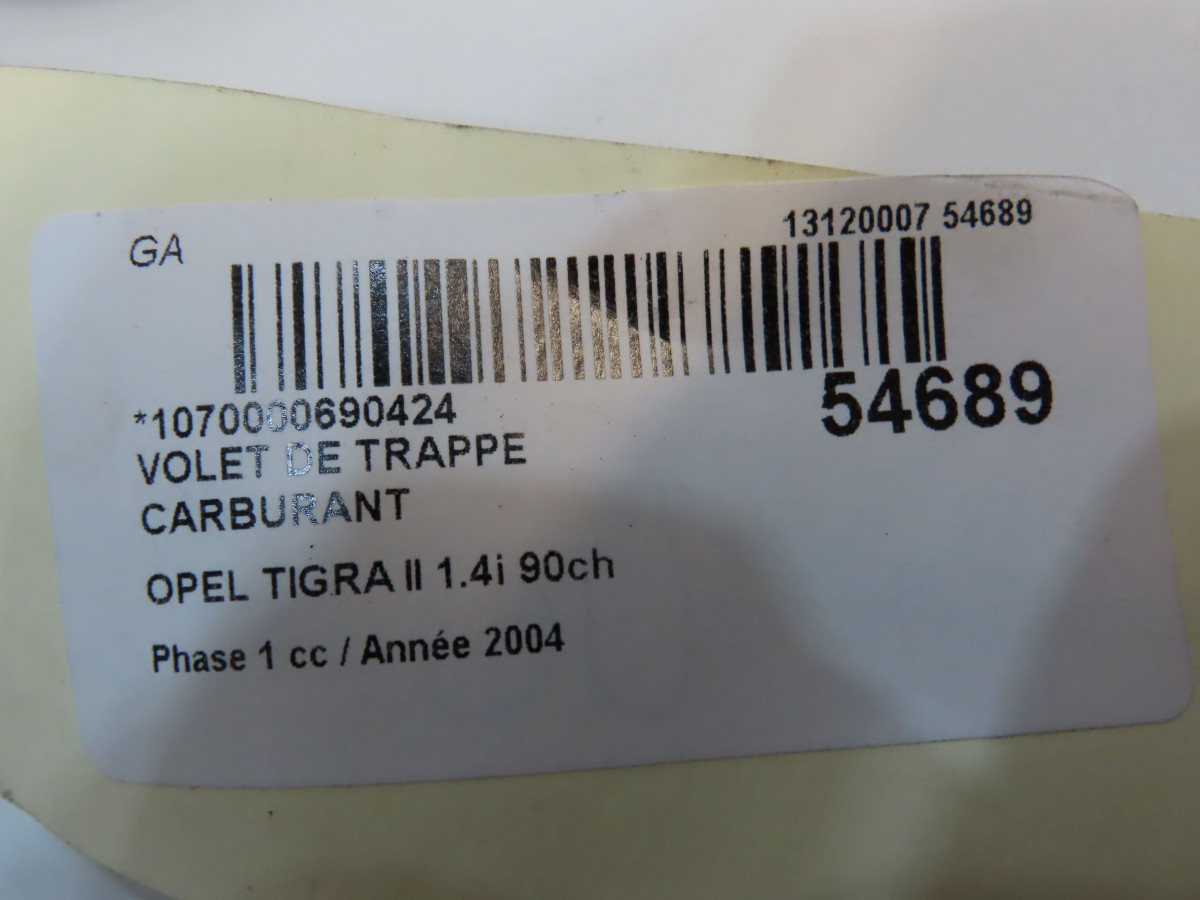 GA
13120007 54689
*1070000690424
54689
VOLET DE TRAPPE
CARBURANT
OPEL TIGRA II 1.4i 90ch
Phase 1 cc / Année 2004